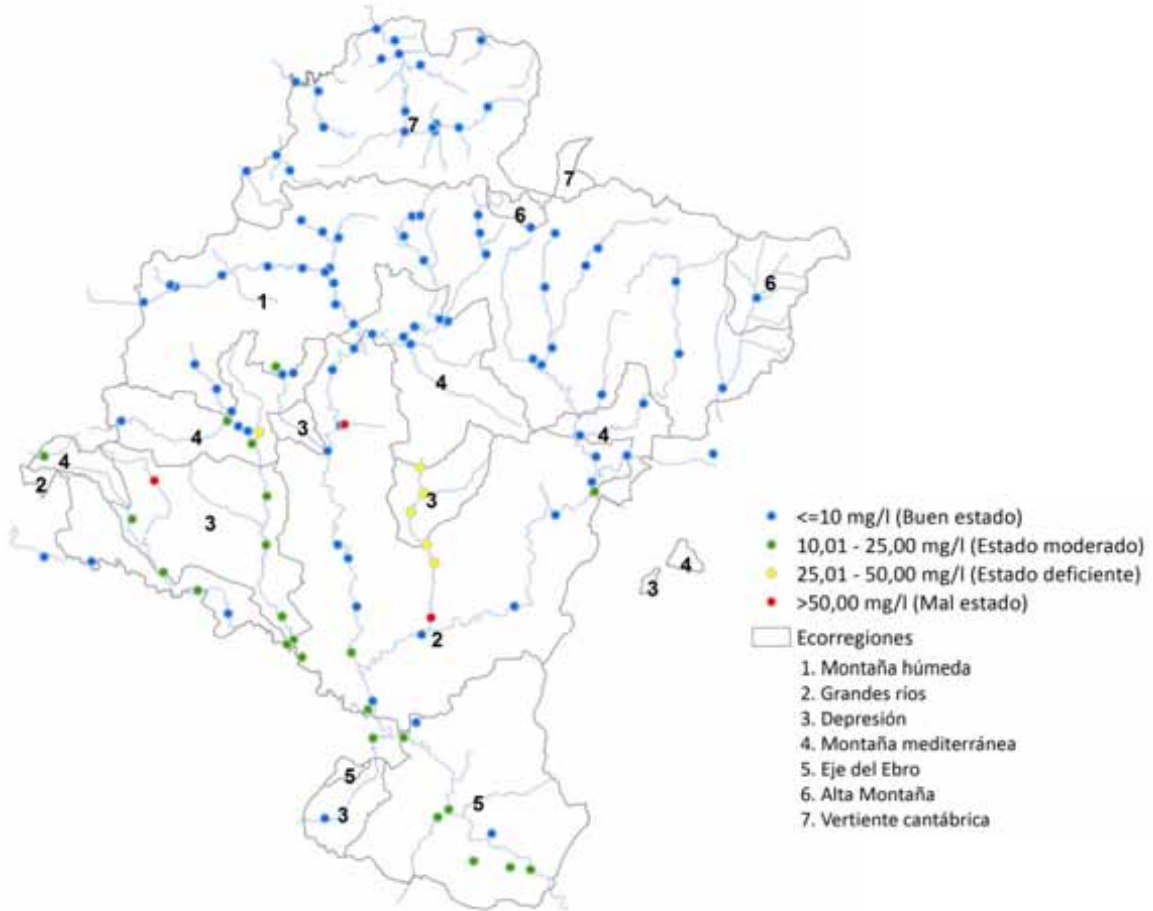 7
7
6
6
1
4
3
4
4
4
2
3
3
4
3
2
5
5
3
<=10 mg/l (Buen estado)
10,01 - 25,00 mg/l (Estado moderado)
25,01 - 50,00 mg/l (Estado deficiente)
>50,00 mg/l (Mal estado)
Ecorregiones
1. Montaña húmeda
2. Grandes ríos
3. Depresión
4. Montaña mediterránea
5. Eje del Ebro
6. Alta Montaña
7. Vertiente cantábrica